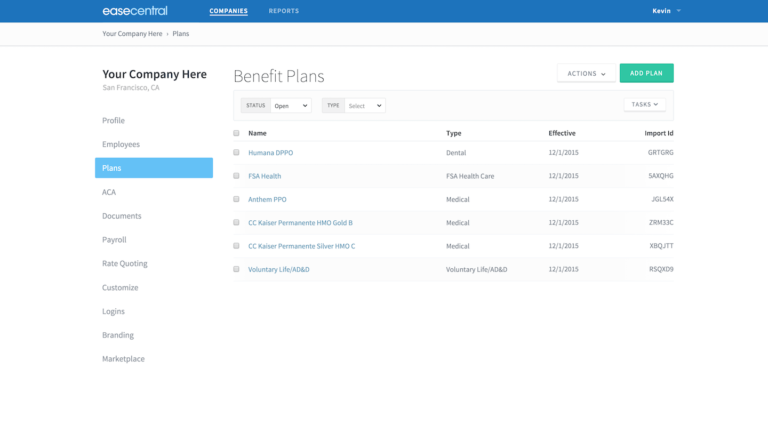 easecentral COMPANIES REPORTS Kevin
Your Company Here › Plans
Your Company Here
San Francisco, CA
Profile
Employees
Plans
ACA
Documents
Payroll
Rate Quoting
Customize
Logins
Branding
Marketplace
Benefit Plans ACTIONS ADD PLAN
STATUS Open TYPE Select TASKS
Name Type Effective Import Id
Humana DPPO Dental 12/1/2015 GRTGRG
FSA Health FSA Health Care 12/1/2015 5AXQHG
Anthem PPO Medical 12/1/2015 JGL54X
CC Kaiser Permanente HMO Gold B Medical 12/1/2015 ZRM33C
CC Kaiser Permanente Silver HMO C Medical 12/1/2015 XBQJTT
Voluntary Life/AD&D Voluntary Life/AD&D 12/1/2015 RSQXD9